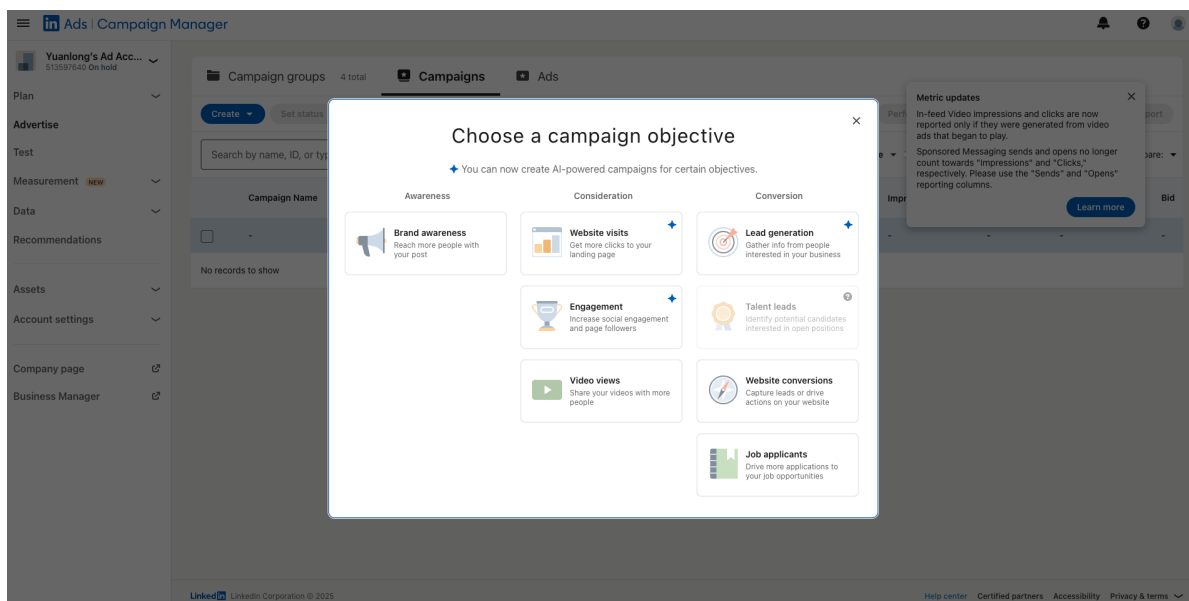 in Ads | Campaign Manager
Yuanlong's Ad Acc...
513597640 On hold
Plan
Advertise
Test
Measurement NEW
Data
Recommendations
Assets
Account settings
Company page
Business Manager
Campaign groups 4 total Campaigns Ads
Create Set status
Search by name, ID, or typ
Campaign Name
Bid
-
No records to show
Metric updates
In-feed Video impressions and clicks are now
reported only if they were generated from video
ads that began to play.
Sponsored Messaging sends and opens no longer
count towards "Impressions" and "Clicks,"
respectively. Please use the "Sends" and "Opens"
reporting columns.
Learn more
Choose a campaign objective
You can now create AI-powered campaigns for certain objectives.
Awareness
Brand awareness
Reach more people with
your post
Consideration
Website visits
Get more clicks to your
landing page
Engagement
Increase social engagement
and page followers
Video views
Share your videos with more
people
Conversion
Lead generation
Gather info from people
interested in your business
Talent leads
Identify potential candidates
interested in open positions
Website conversions
Capture leads or drive
actions on your website
Job applicants
Drive more applications to
your job opportunities
LinkedIn LinkedIn Corporation © 2025
Help center Certified partners Accessibility Privacy & terms